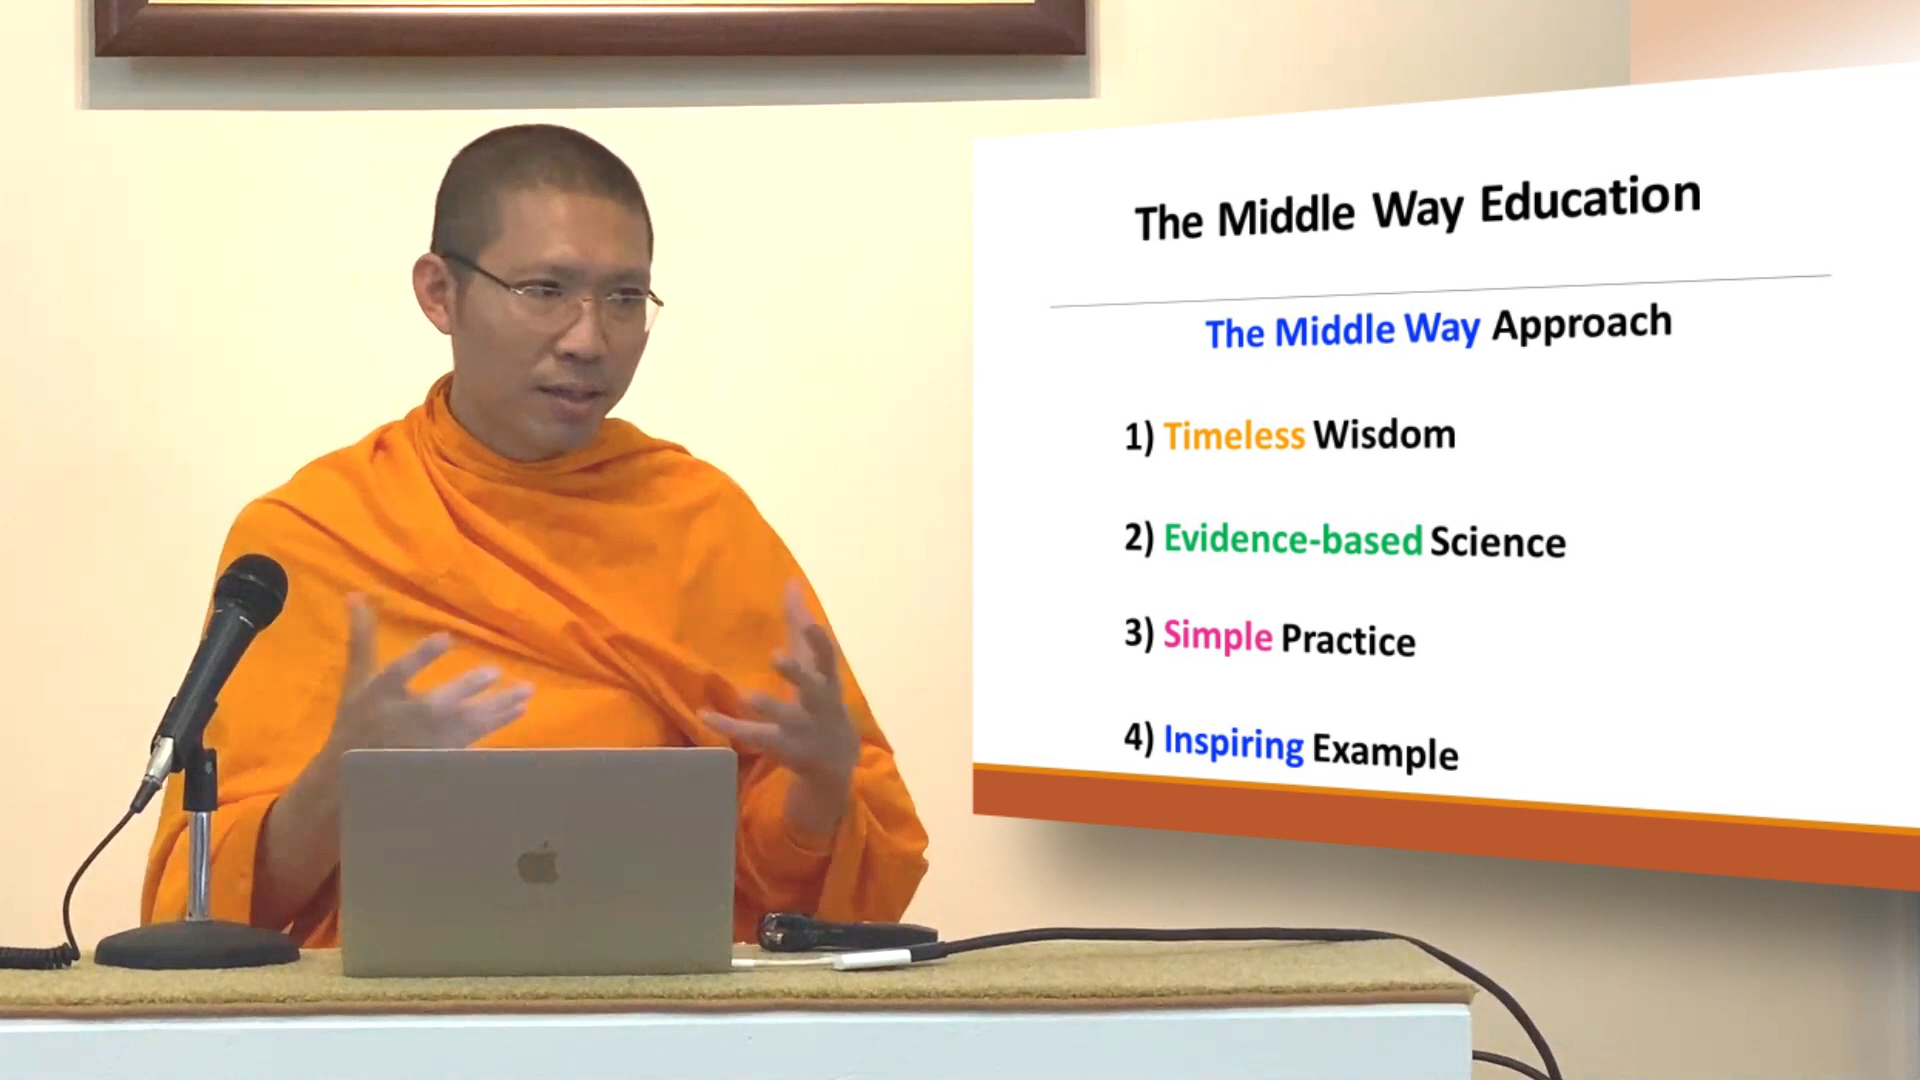 The Middle Way Education
The Middle Way Approach
1) Timeless Wisdom
2) Evidence-based Science
3) Simple Practice
4) Inspiring Example